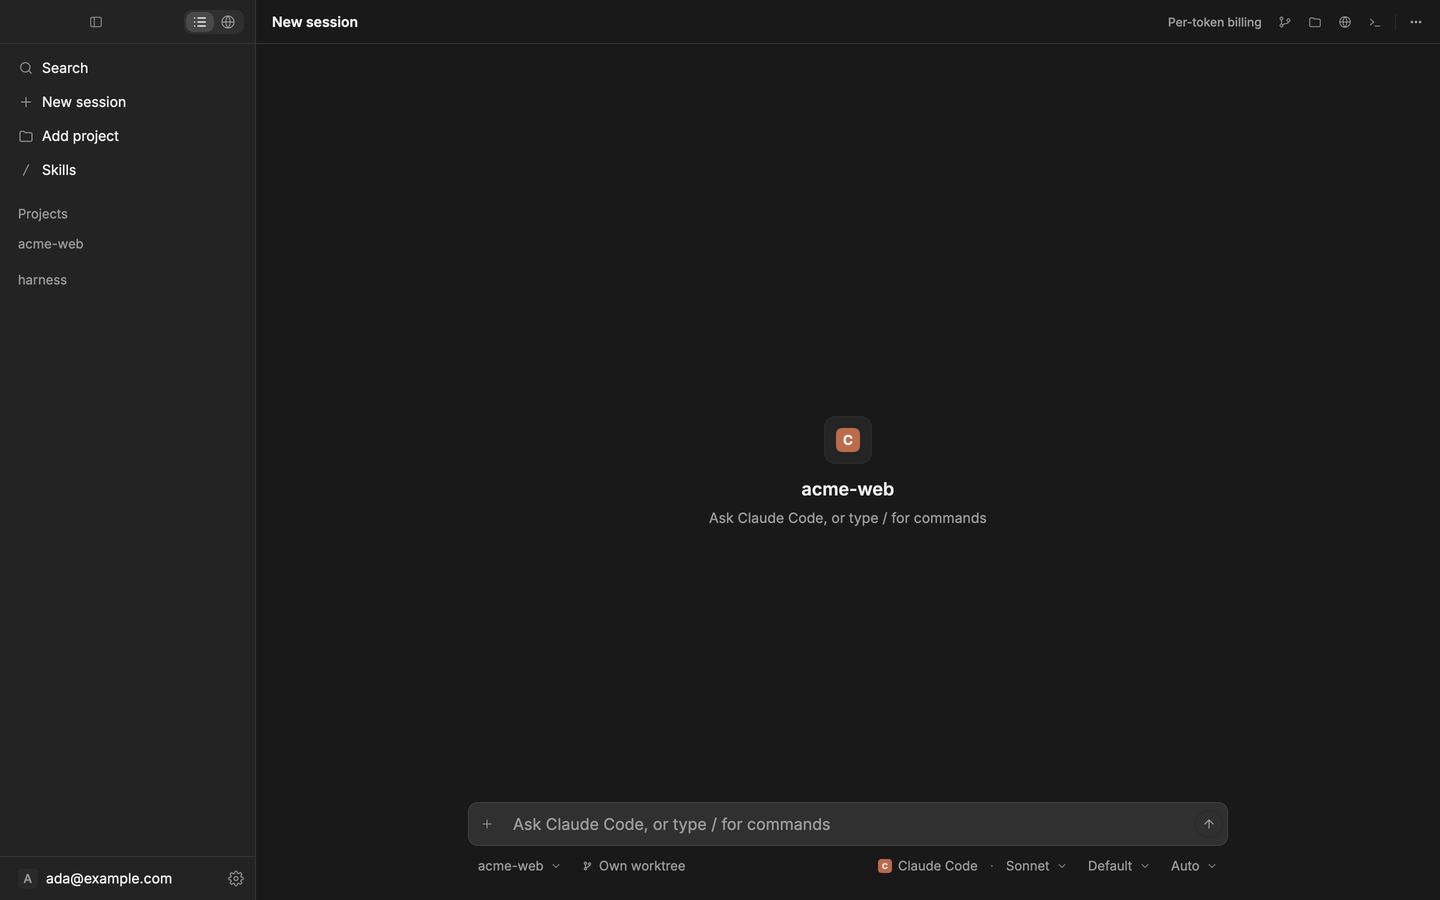 New session
Per-token billing
Search
New session
Add project
/ Skills
Projects
acme-web
harness
C
acme-web
Ask Claude Code, or type / for commands
Ask Claude Code, or type / for commands
acme-web
Own worktree
C Claude Code · Sonnet
Default
Auto
A ada@example.com